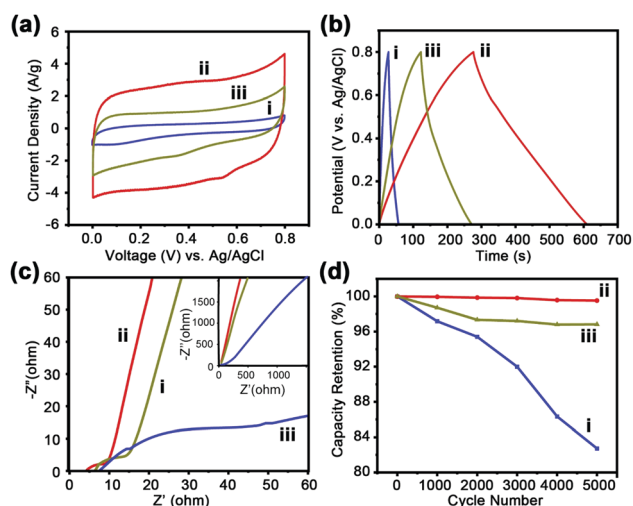 (a)
6
4
2
0
-2
-4
-6
Current Density (A/g)
ii
iii
i
0.0 0.2 0.4 0.6 0.8
Voltage (V) vs. Ag/AgCl
(b)
0.8
0.6
0.4
0.2
0.0
Potential (V vs. Ag/AgCl)
i
iii
ii
0 100 200 300 400 500 600 700
Time (s)
(c)
60
50
40
30
20
10
0
-Z''(ohm)
ii
i
iii
0 10 20 30 40 50 60
Z' (ohm)
2000
1500
1000
500
0
-Z''(ohm)
0 500 1000
Z'(ohm)
(d)
100
96
92
88
84
80
Capacity Retention (%)
ii
iii
i
0 1000 2000 3000 4000 5000
Cycle Number